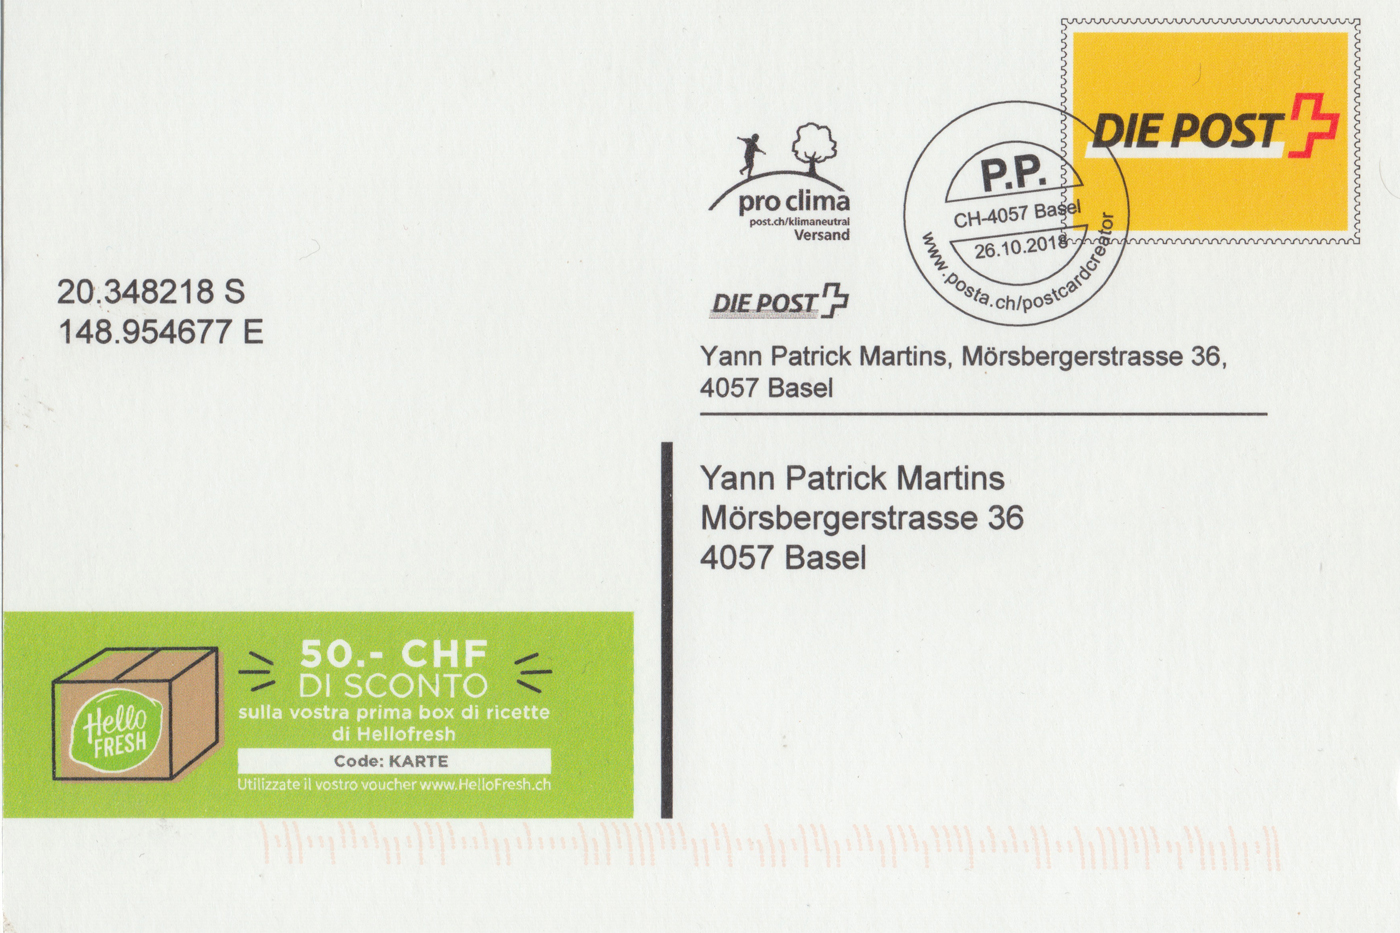 DIE POST
P.P.
CH-4057 Basel
26.10.2018
www.posta.ch/postcardcreator
pro clima
post.ch/klimaneutral
Versand
DIE POST
20.348218 S
148.954677 E
Yann Patrick Martins, Mörsbergerstrasse 36,
4057 Basel
Yann Patrick Martins
Mörsbergerstrasse 36
4057 Basel
Hello
FRESH
50.- CHF
DI SCONTO
sulla vostra prima box di ricette
di Hellofresh
Code: KARTE
Utilizzate il vostro voucher www.HelloFresh.ch